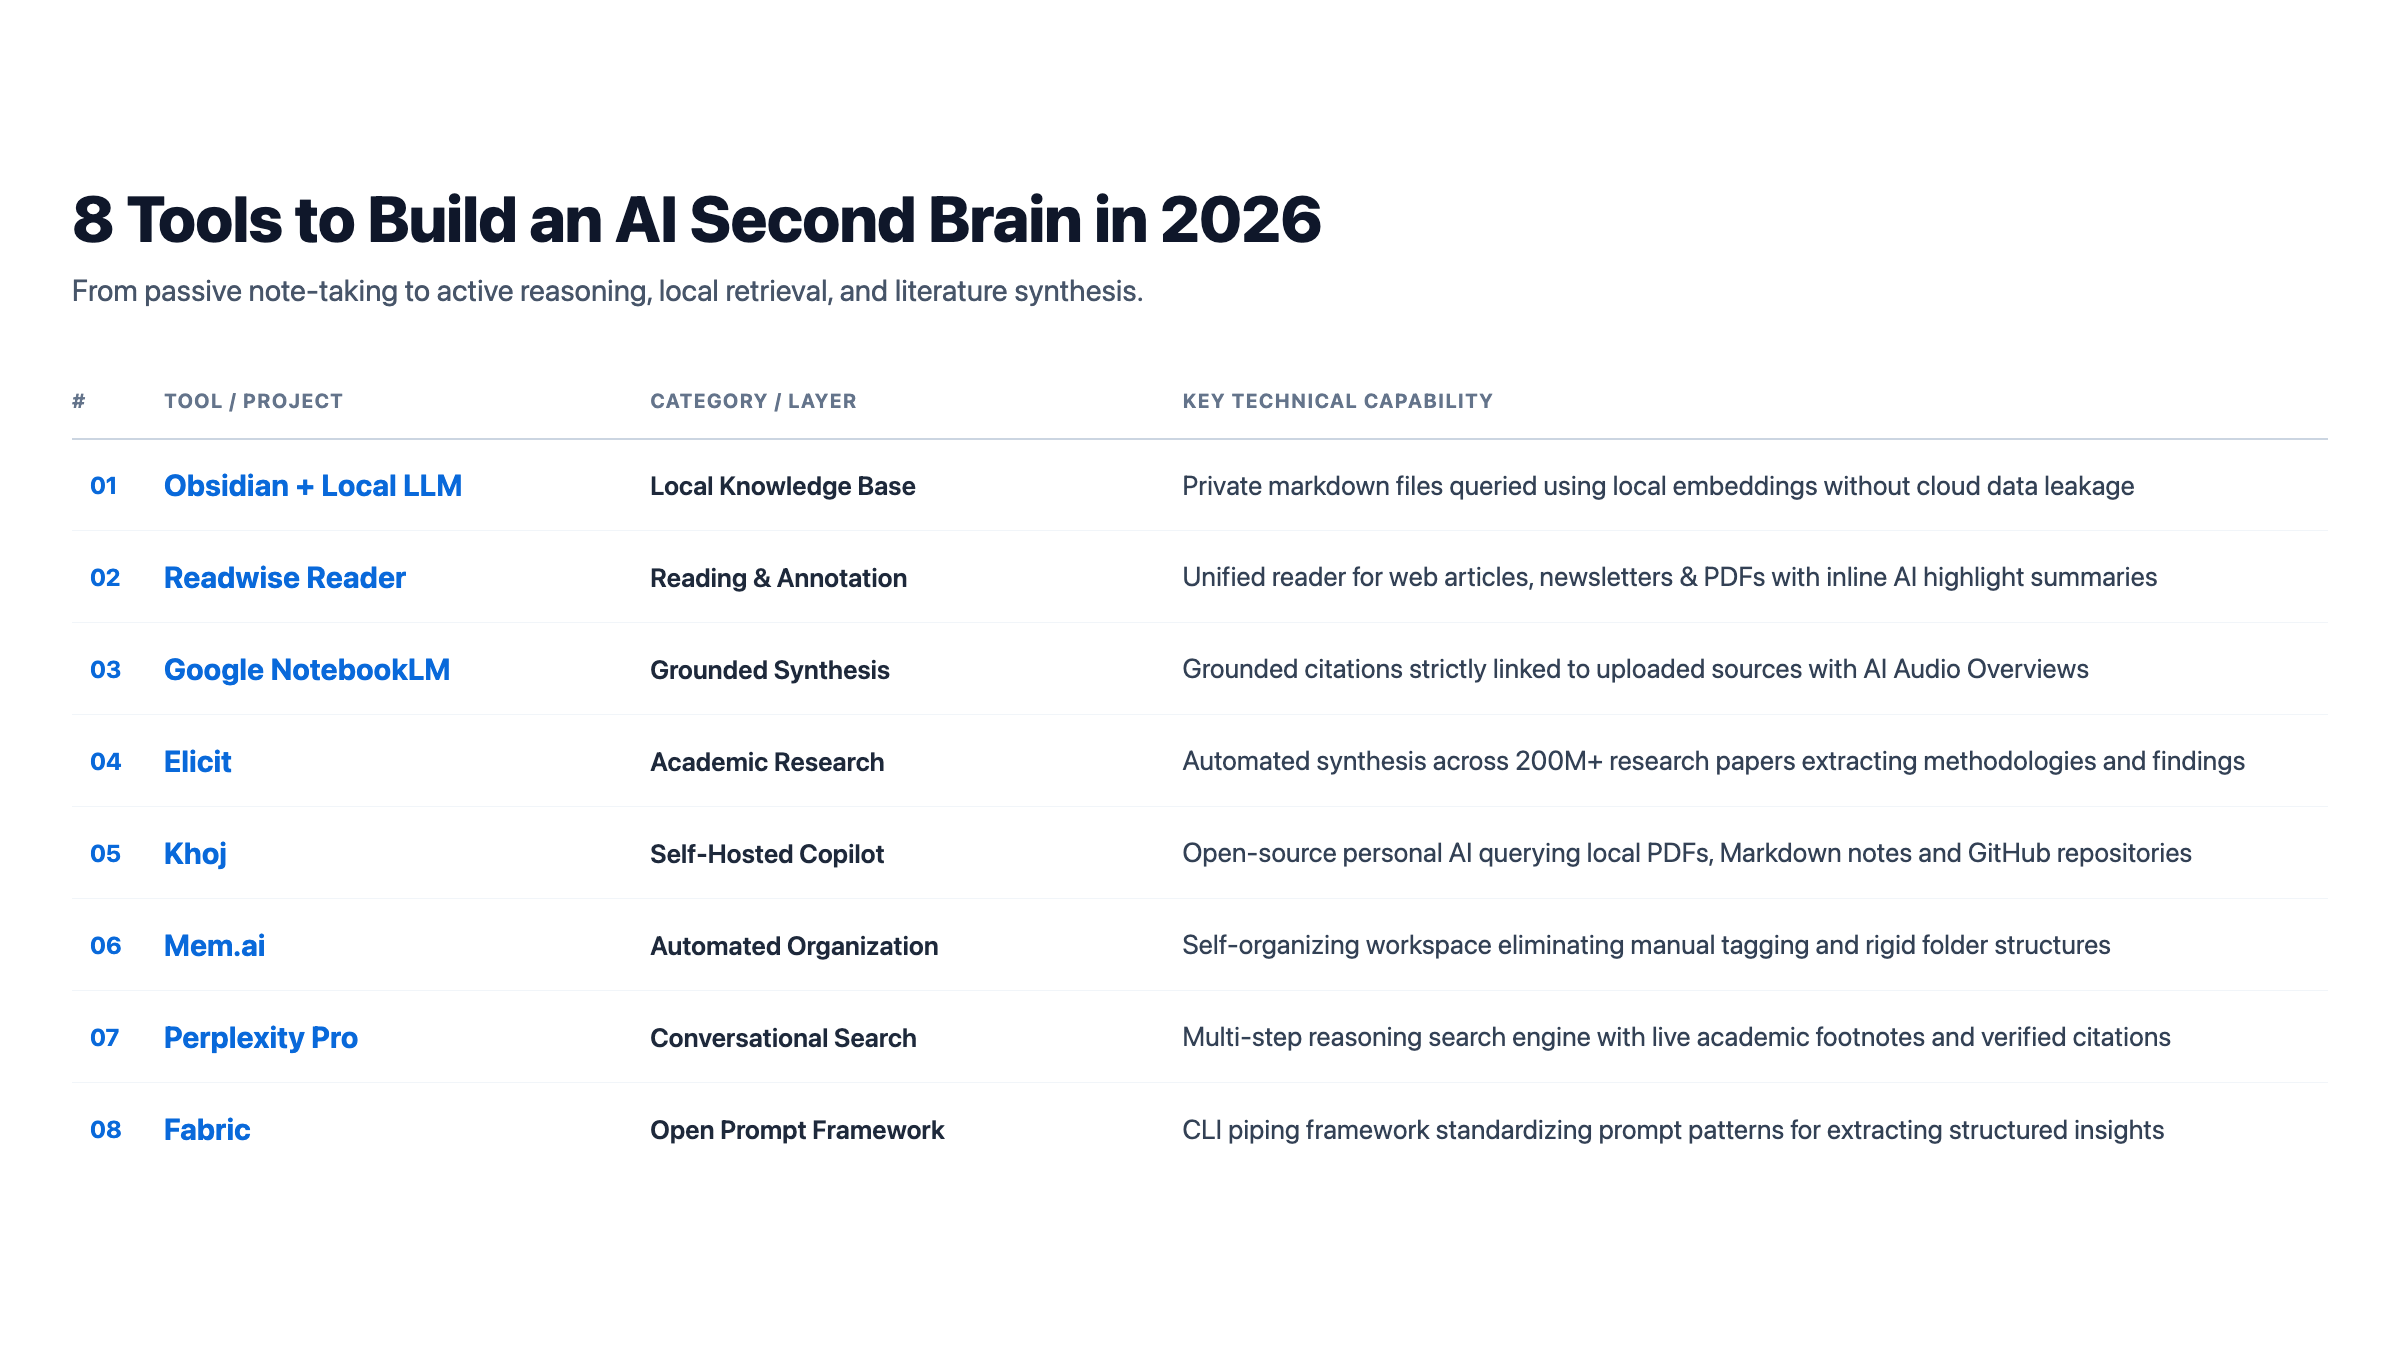 8 Tools to Build an AI Second Brain in 2026
From passive note-taking to active reasoning, local retrieval, and literature synthesis.
# TOOL / PROJECT CATEGORY / LAYER KEY TECHNICAL CAPABILITY
01 Obsidian + Local LLM Local Knowledge Base Private markdown files queried using local embeddings without cloud data leakage
02 Readwise Reader Reading & Annotation Unified reader for web articles, newsletters & PDFs with inline AI highlight summaries
03 Google NotebookLM Grounded Synthesis Grounded citations strictly linked to uploaded sources with AI Audio Overviews
04 Elicit Academic Research Automated synthesis across 200M+ research papers extracting methodologies and findings
05 Khoj Self-Hosted Copilot Open-source personal AI querying local PDFs, Markdown notes and GitHub repositories
06 Mem.ai Automated Organization Self-organizing workspace eliminating manual tagging and rigid folder structures
07 Perplexity Pro Conversational Search Multi-step reasoning search engine with live academic footnotes and verified citations
08 Fabric Open Prompt Framework CLI piping framework standardizing prompt patterns for extracting structured insights